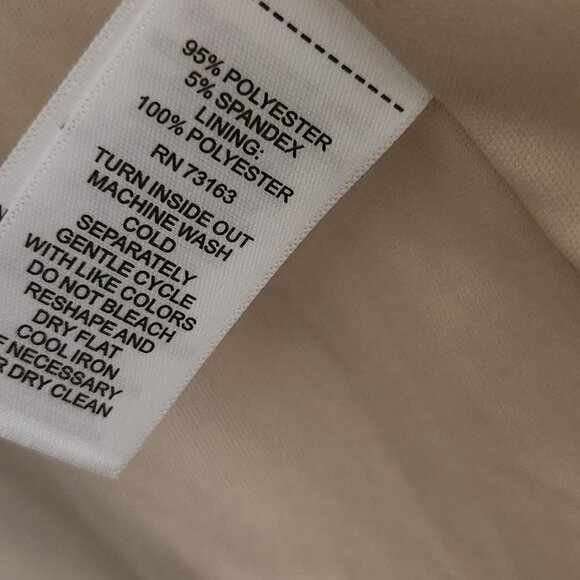 95% POLYESTER
5% SPANDEX
LINING:
100% POLYESTER
RN 73163
TURN INSIDE OUT
MACHINE WASH
COLD
SEPARATELY
GENTLE CYCLE
WITH LIKE COLORS
DO NOT BLEACH
RESHAPE AND
DRY FLAT
COOL IRON
NECESSARY
DRY CLEAN